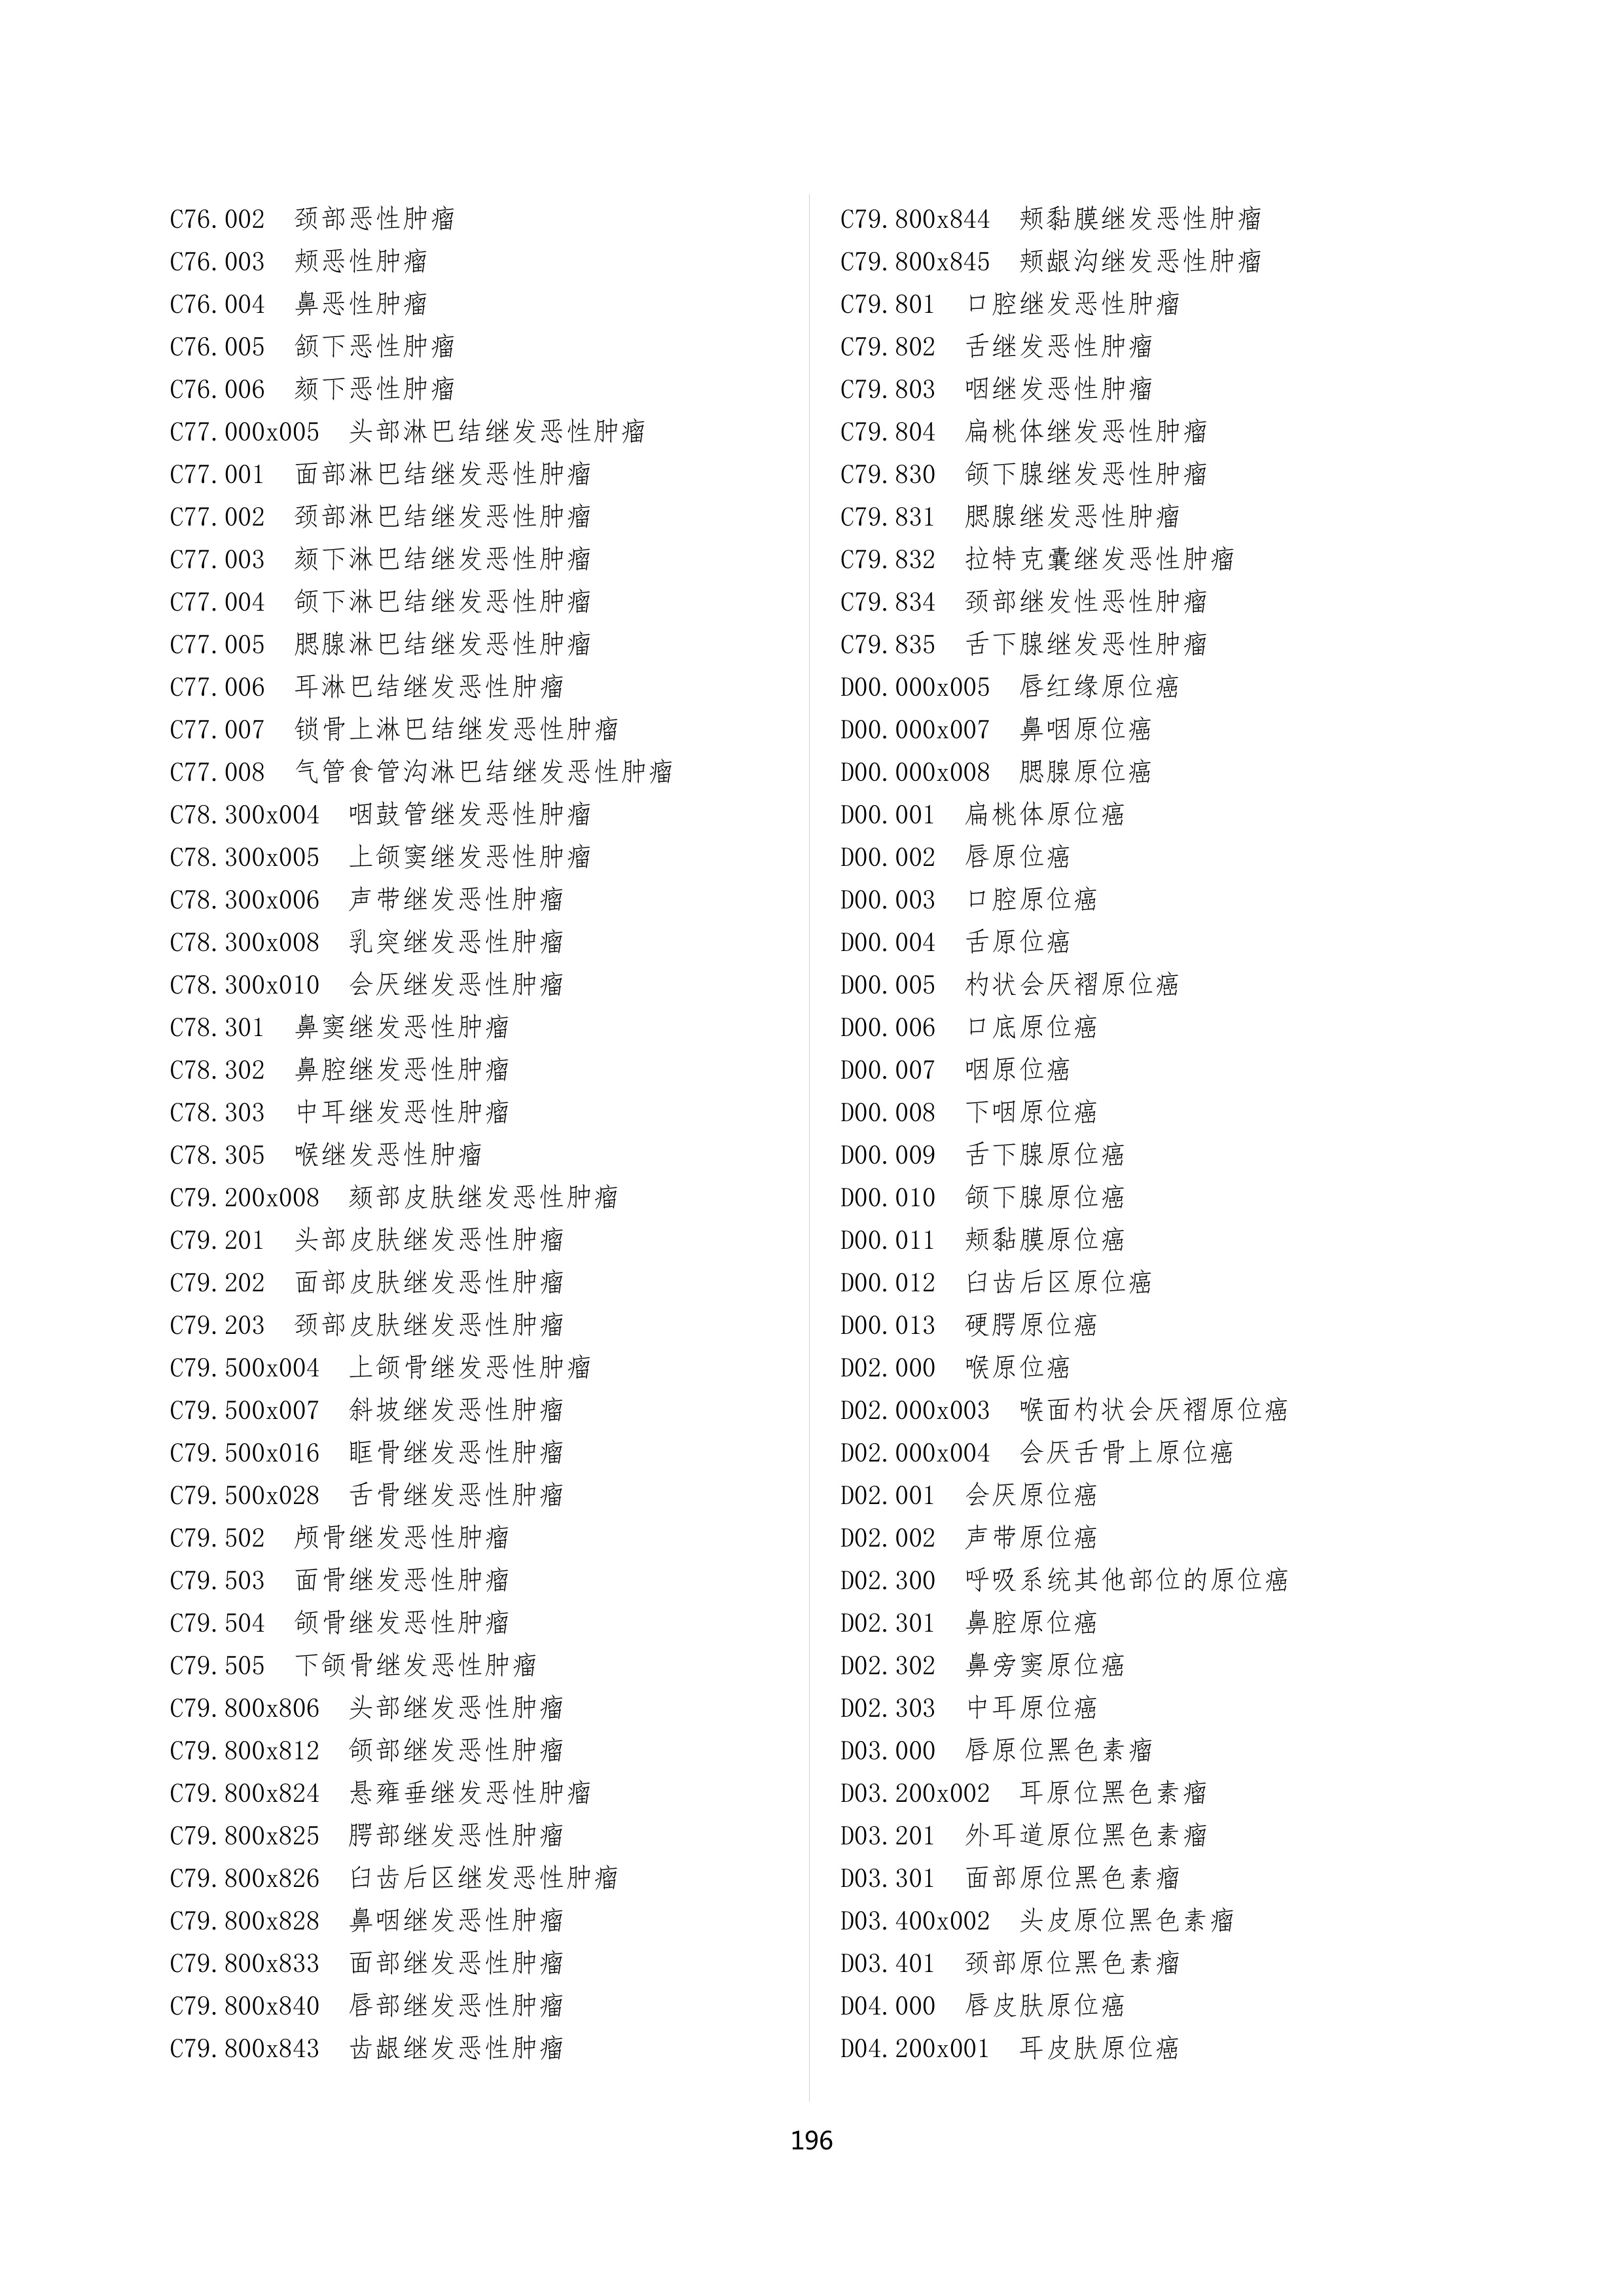 C76.002 颈部恶性肿瘤
C76.003 颊恶性肿瘤
C76.004 鼻恶性肿瘤
C76.005 颌下恶性肿瘤
C76.006 颏下恶性肿瘤
C77.000x005 头部淋巴结继发恶性肿瘤
C77.001 面部淋巴结继发恶性肿瘤
C77.002 颈部淋巴结继发恶性肿瘤
C77.003 颏下淋巴结继发恶性肿瘤
C77.004 颌下淋巴结继发恶性肿瘤
C77.005 腮腺淋巴结继发恶性肿瘤
C77.006 耳淋巴结继发恶性肿瘤
C77.007 锁骨上淋巴结继发恶性肿瘤
C77.008 气管食管沟淋巴结继发恶性肿瘤
C78.300x004 咽鼓管继发恶性肿瘤
C78.300x005 上颌窦继发恶性肿瘤
C78.300x006 声带继发恶性肿瘤
C78.300x008 乳突继发恶性肿瘤
C78.300x010 会厌继发恶性肿瘤
C78.301 鼻窦继发恶性肿瘤
C78.302 鼻腔继发恶性肿瘤
C78.303 中耳继发恶性肿瘤
C78.305 喉继发恶性肿瘤
C79.200x008 颏部皮肤继发恶性肿瘤
C79.201 头部皮肤继发恶性肿瘤
C79.202 面部皮肤继发恶性肿瘤
C79.203 颈部皮肤继发恶性肿瘤
C79.500x004 上颌骨继发恶性肿瘤
C79.500x007 斜坡继发恶性肿瘤
C79.500x016 眶骨继发恶性肿瘤
C79.500x028 舌骨继发恶性肿瘤
C79.502 颅骨继发恶性肿瘤
C79.503 面骨继发恶性肿瘤
C79.504 颌骨继发恶性肿瘤
C79.505 下颌骨继发恶性肿瘤
C79.800x806 头部继发恶性肿瘤
C79.800x812 颌部继发恶性肿瘤
C79.800x824 悬雍垂继发恶性肿瘤
C79.800x825 腭部继发恶性肿瘤
C79.800x826 臼齿后区继发恶性肿瘤
C79.800x828 鼻咽继发恶性肿瘤
C79.800x833 面部继发恶性肿瘤
C79.800x840 唇部继发恶性肿瘤
C79.800x843 齿龈继发恶性肿瘤
C79.800x844 颊黏膜继发恶性肿瘤
C79.800x845 颊龈沟继发恶性肿瘤
C79.801 口腔继发恶性肿瘤
C79.802 舌继发恶性肿瘤
C79.803 咽继发恶性肿瘤
C79.804 扁桃体继发恶性肿瘤
C79.830 颌下腺继发恶性肿瘤
C79.831 腮腺继发恶性肿瘤
C79.832 拉特克囊继发恶性肿瘤
C79.834 颈部继发性恶性肿瘤
C79.835 舌下腺继发恶性肿瘤
D00.000x005 唇红缘原位癌
D00.000x007 鼻咽原位癌
D00.000x008 腮腺原位癌
D00.001 扁桃体原位癌
D00.002 唇原位癌
D00.003 口腔原位癌
D00.004 舌原位癌
D00.005 杓状会厌褶原位癌
D00.006 口底原位癌
D00.007 咽原位癌
D00.008 下咽原位癌
D00.009 舌下腺原位癌
D00.010 颌下腺原位癌
D00.011 颊黏膜原位癌
D00.012 臼齿后区原位癌
D00.013 硬腭原位癌
D02.000 喉原位癌
D02.000x003 喉面杓状会厌褶原位癌
D02.000x004 会厌舌骨上原位癌
D02.001 会厌原位癌
D02.002 声带原位癌
D02.300 呼吸系统其他部位的原位癌
D02.301 鼻腔原位癌
D02.302 鼻旁窦原位癌
D02.303 中耳原位癌
D03.000 唇原位黑色素瘤
D03.200x002 耳原位黑色素瘤
D03.201 外耳道原位黑色素瘤
D03.301 面部原位黑色素瘤
D03.400x002 头皮原位黑色素瘤
D03.401 颈部原位黑色素瘤
D04.000 唇皮肤原位癌
D04.200x001 耳皮肤原位癌
196